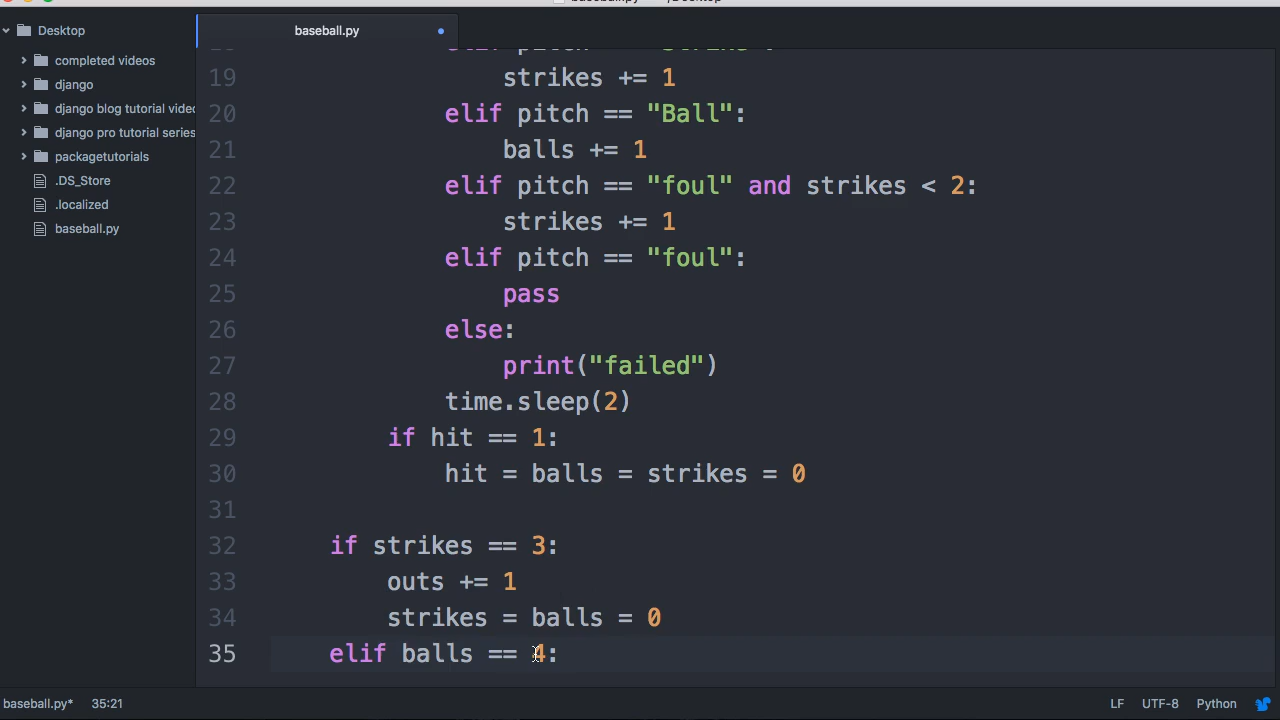 baseball.py
Desktop
completed videos
django
django blog tutorial vide
django pro tutorial series
packagetutorials
.DS_Store
.localized
baseball.py
19 strikes += 1
20 elif pitch == "Ball":
21 balls += 1
22 elif pitch == "foul" and strikes < 2:
23 strikes += 1
24 elif pitch == "foul":
25 pass
26 else:
27 print("failed")
28 time.sleep(2)
29 if hit == 1:
30 hit = balls = strikes = 0
31
32 if strikes == 3:
33 outs += 1
34 strikes = balls = 0
35 elif balls == 4:
baseball.py* 35:21 LF UTF-8 Python